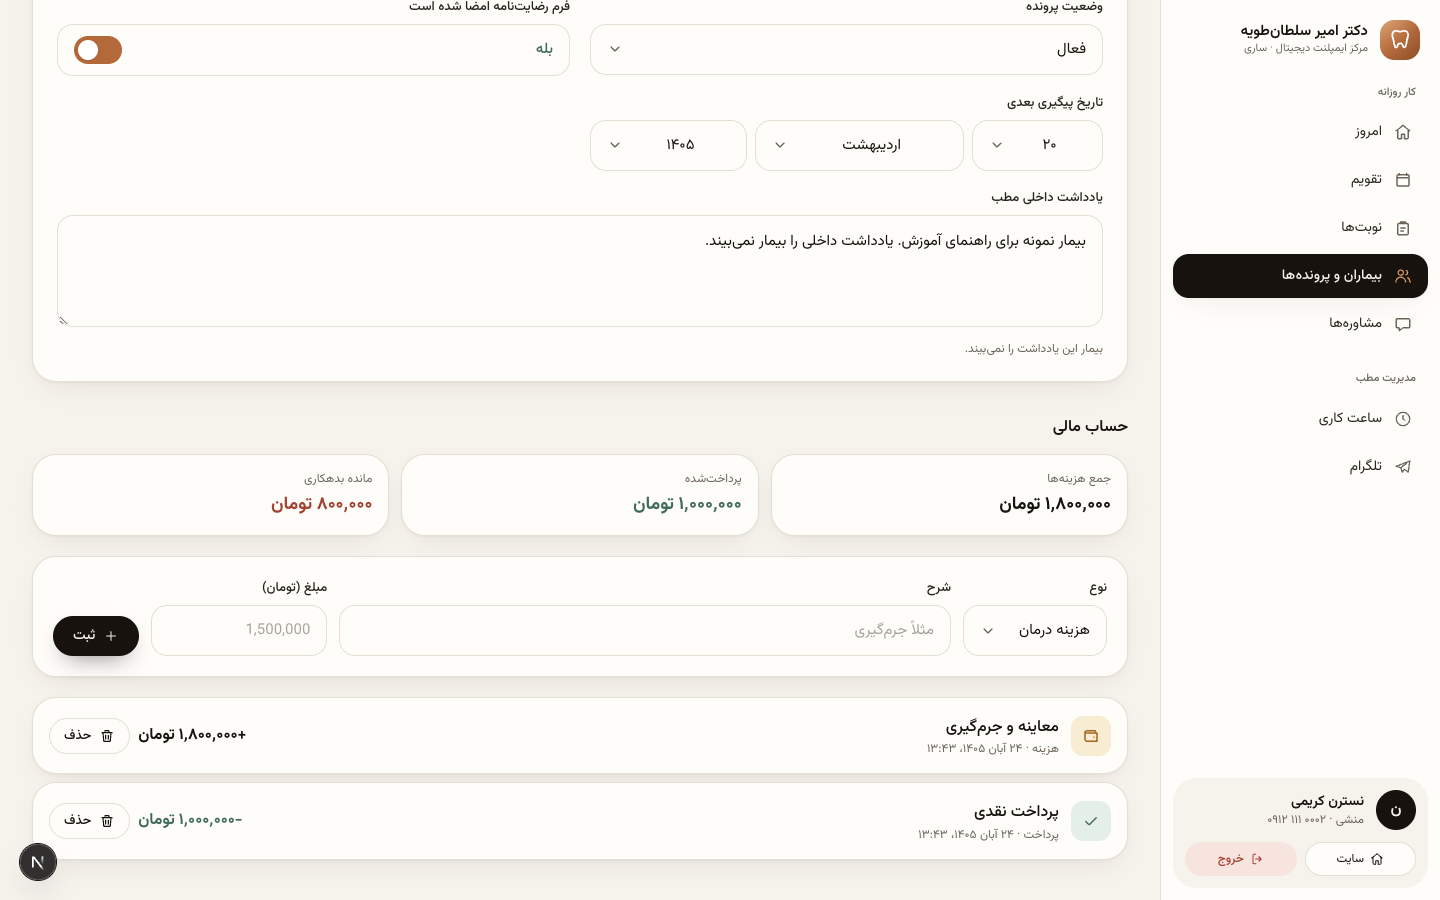 دکتر امیر سلطان‌طویه
مرکز ایمپلنت دیجیتال · ساری
کار روزانه
امروز
تقویم
نوبت‌ها
بیماران و پرونده‌ها
مشاوره‌ها
مدیریت مطب
ساعت کاری
تلگرام
ن
نسترن کریمی
منشی · ۰۹۱۲ ۱۱۱ ۰۰۰۲
سایت
خروج
وضعیت پرونده
فرم رضایت‌نامه امضا شده است
فعال
بله
تاریخ پیگیری بعدی
۲۰ اردیبهشت ۱۴۰۵
یادداشت داخلی مطب
بیمار نمونه برای راهنمای آموزش. یادداشت داخلی را بیمار نمی‌بیند.
بیمار این یادداشت را نمی‌بیند.
حساب مالی
جمع هزینه‌ها
۱,۸۰۰,۰۰۰ تومان
پرداخت‌شده
۱,۰۰۰,۰۰۰ تومان
مانده بدهکاری
۸۰۰,۰۰۰ تومان
نوع
شرح
مبلغ (تومان)
هزینه درمان
مثلاً جرم‌گیری
1,500,000
ثبت
معاینه و جرم‌گیری
هزینه · ۲۴ آبان ۱۴۰۵، ۱۳:۴۳
+۱,۸۰۰,۰۰۰ تومان
حذف
پرداخت نقدی
پرداخت · ۲۴ آبان ۱۴۰۵، ۱۳:۴۳
−۱,۰۰۰,۰۰۰ تومان
حذف
N